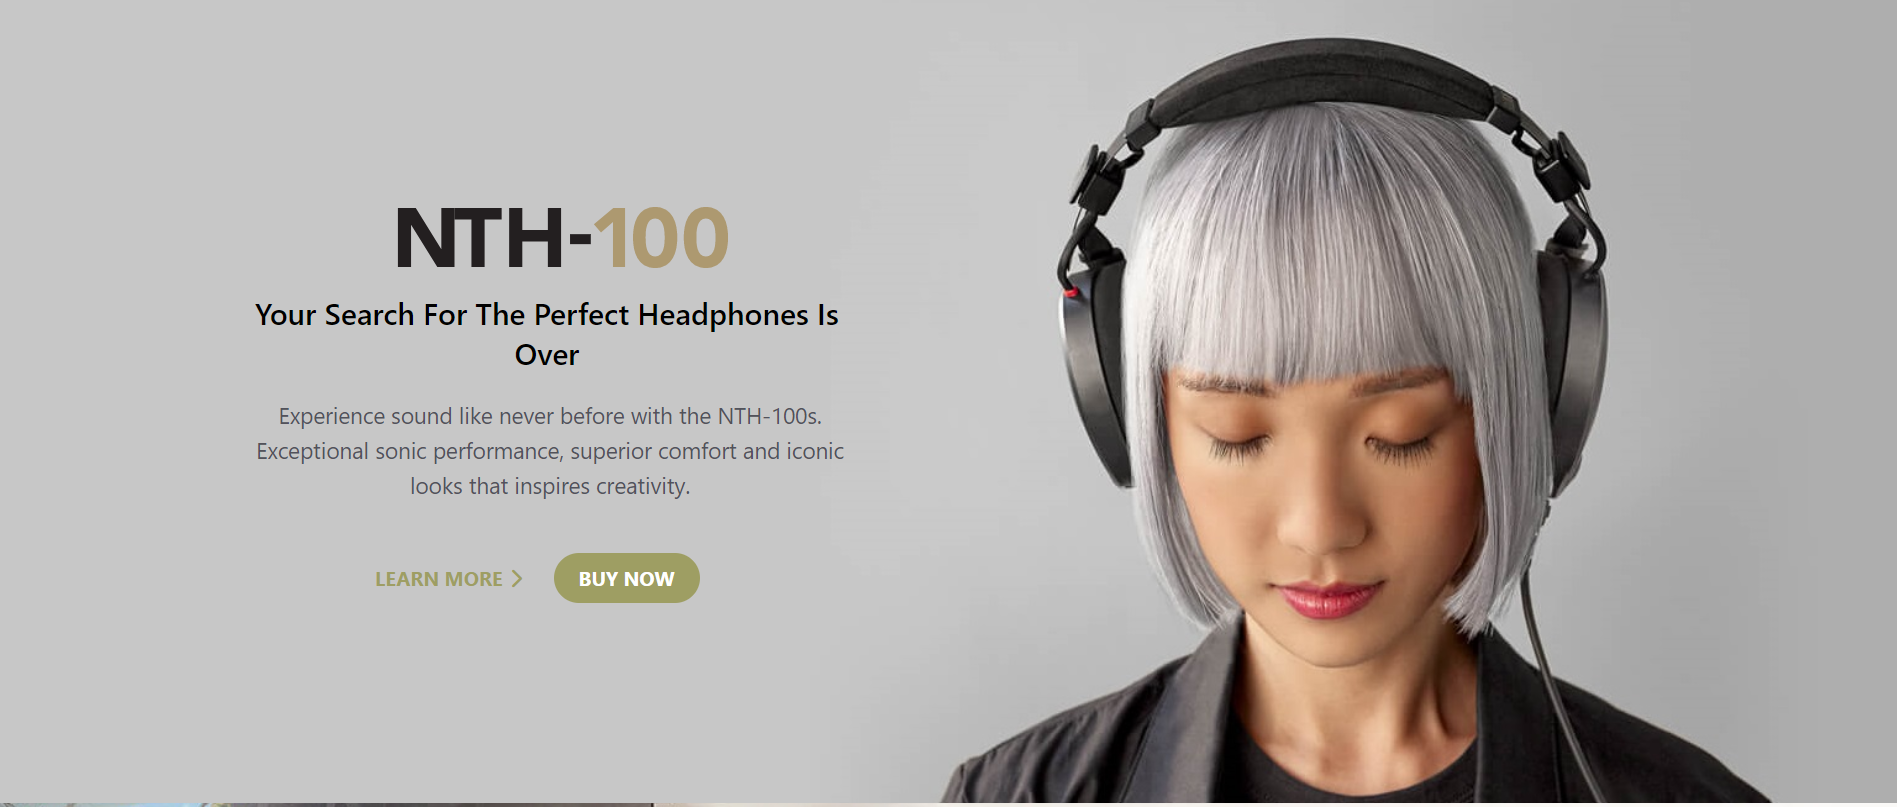 NTH-100
Your Search For The Perfect Headphones Is
Over
Experience sound like never before with the NTH-100s.
Exceptional sonic performance, superior comfort and iconic
looks that inspires creativity.
LEARN MORE
BUY NOW